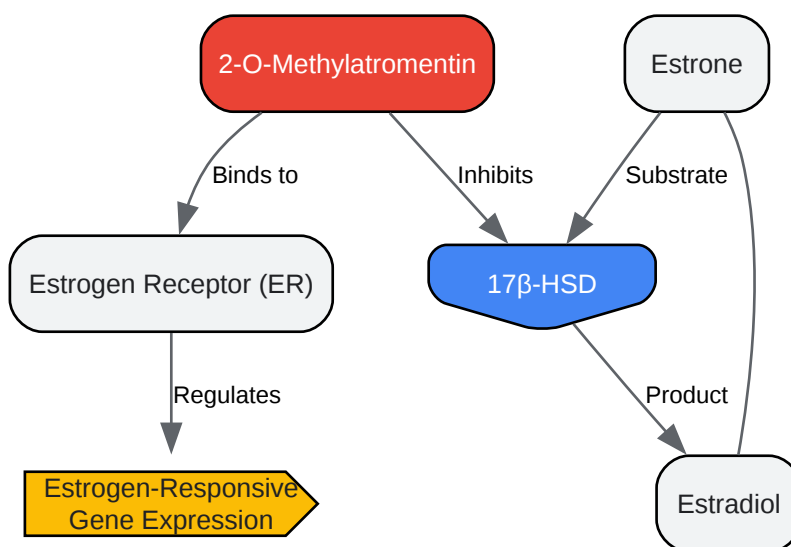 2-O-Methylatromentin
Estrone
Binds to
Inhibits
Substrate
Estrogen Receptor (ER)
17β-HSD
Regulates
Product
Estrogen-Responsive
Gene Expression
Estradiol